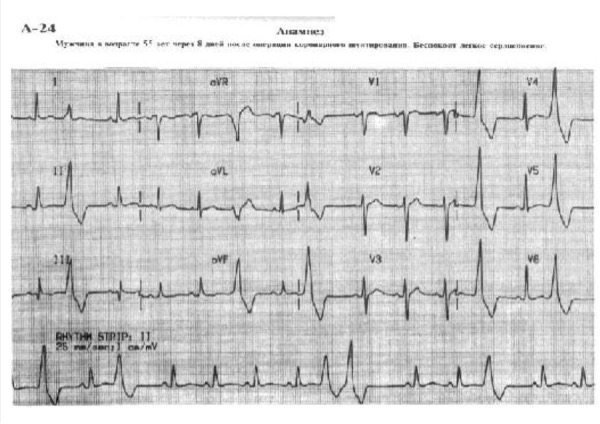 А-24
Анамнез
Мужчина в возрасте 55 лет через 8 дней после операции коронарного шунтирования. Беспокоит легкое сердцебиение.
I aVR V1 V4
II aVL V2 V5
III aVF V3 V6
RHYTHM STRIP: II
25 mm/sec;1 cm/mV